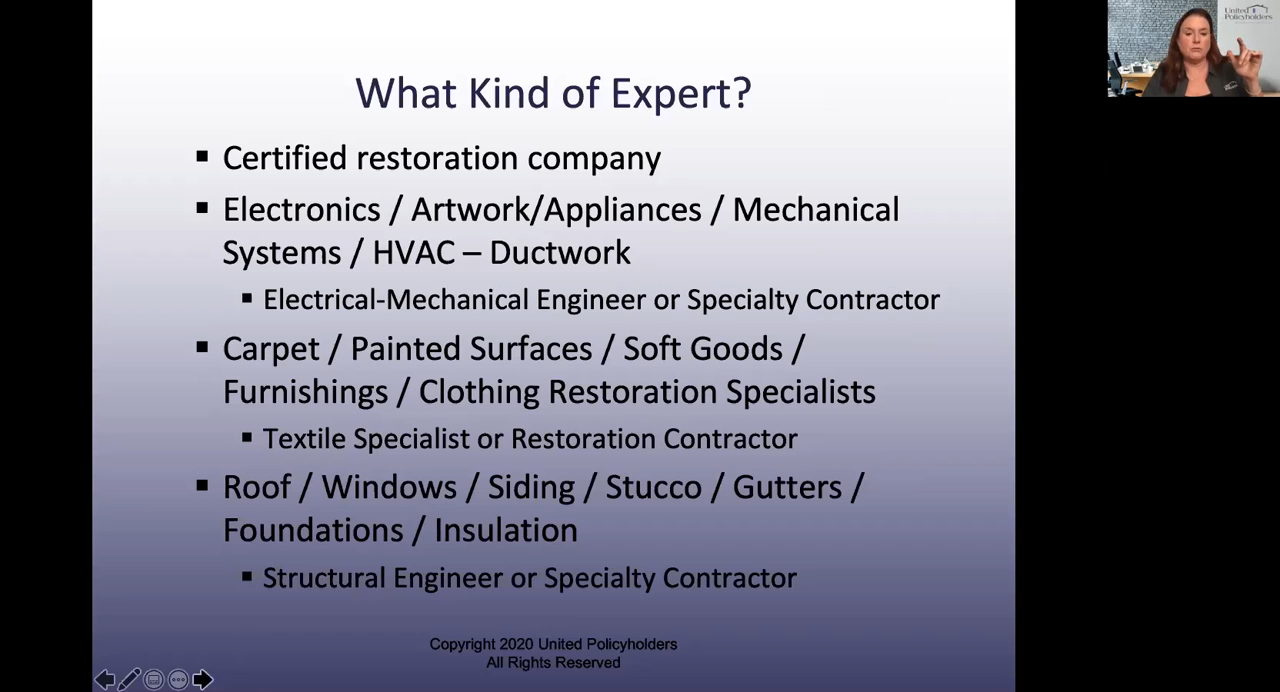 What Kind of Expert?
▪ Certified restoration company
▪ Electronics / Artwork/Appliances / Mechanical
Systems / HVAC – Ductwork
▪ Electrical-Mechanical Engineer or Specialty Contractor
▪ Carpet / Painted Surfaces / Soft Goods /
Furnishings / Clothing Restoration Specialists
▪ Textile Specialist or Restoration Contractor
▪ Roof / Windows / Siding / Stucco / Gutters /
Foundations / Insulation
▪ Structural Engineer or Specialty Contractor
Copyright 2020 United Policyholders
All Rights Reserved
United
Policyholders